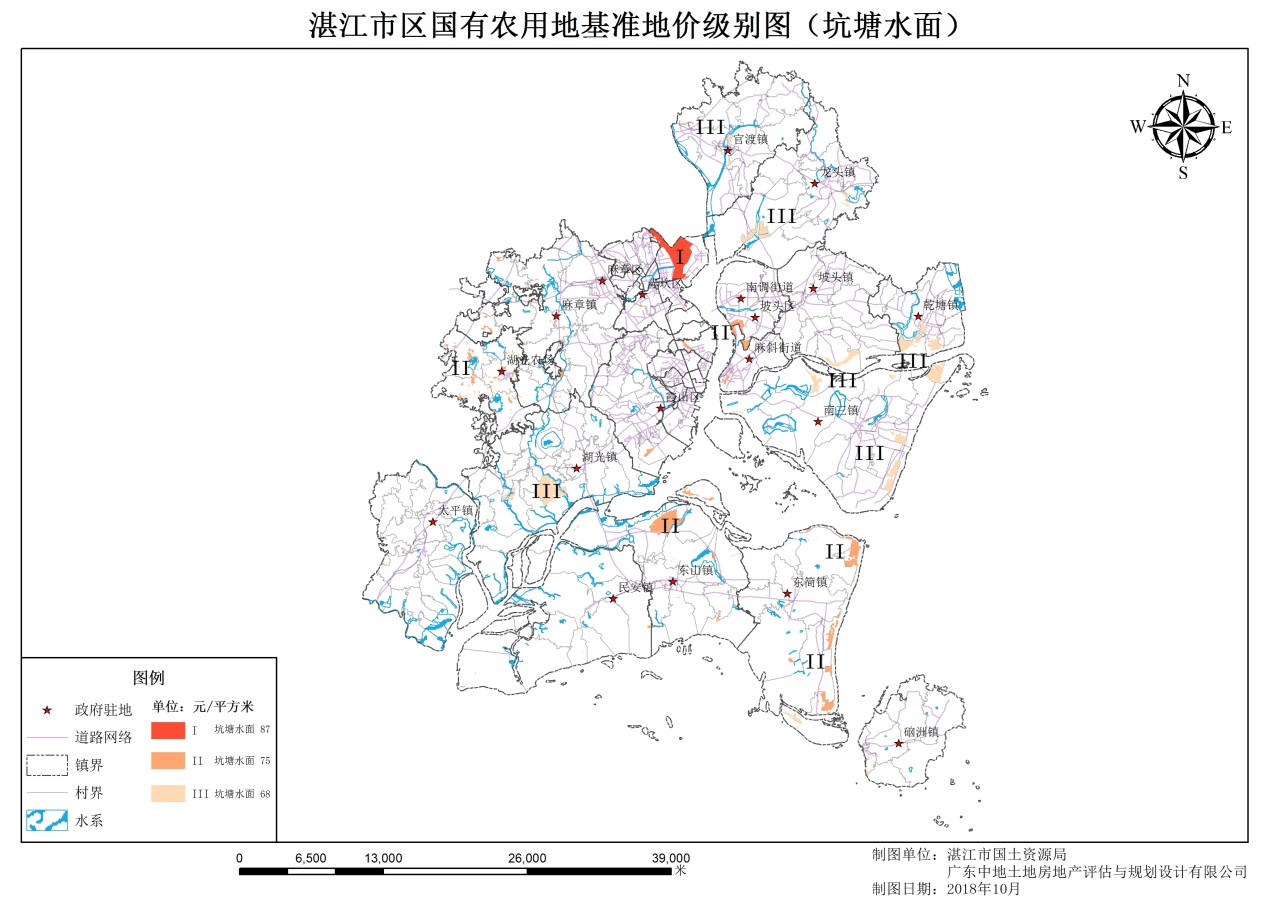 湛江市区国有农用地基准地价级别图（坑塘水面）
N
W
E
S
III
官渡镇
龙头镇
III
I
麻章区
赤坎区
南调街道
坡头镇
麻章镇
坡头区
乾塘镇
II
麻斜街道
II
湖光农场
III
III
霞山区
南三镇
III
湖光镇
III
太平镇
II
II
东山镇
民安镇
东简镇
II
硇洲镇
图例
政府驻地
道路网络
镇界
村界
水系
单位：元/平方米
I 坑塘水面 87
II 坑塘水面 75
III 坑塘水面 68
0 6,500 13,000 26,000 39,000
米
制图单位：湛江市国土资源局
广东中地土地房地产评估与规划设计有限公司
制图日期：2018年10月